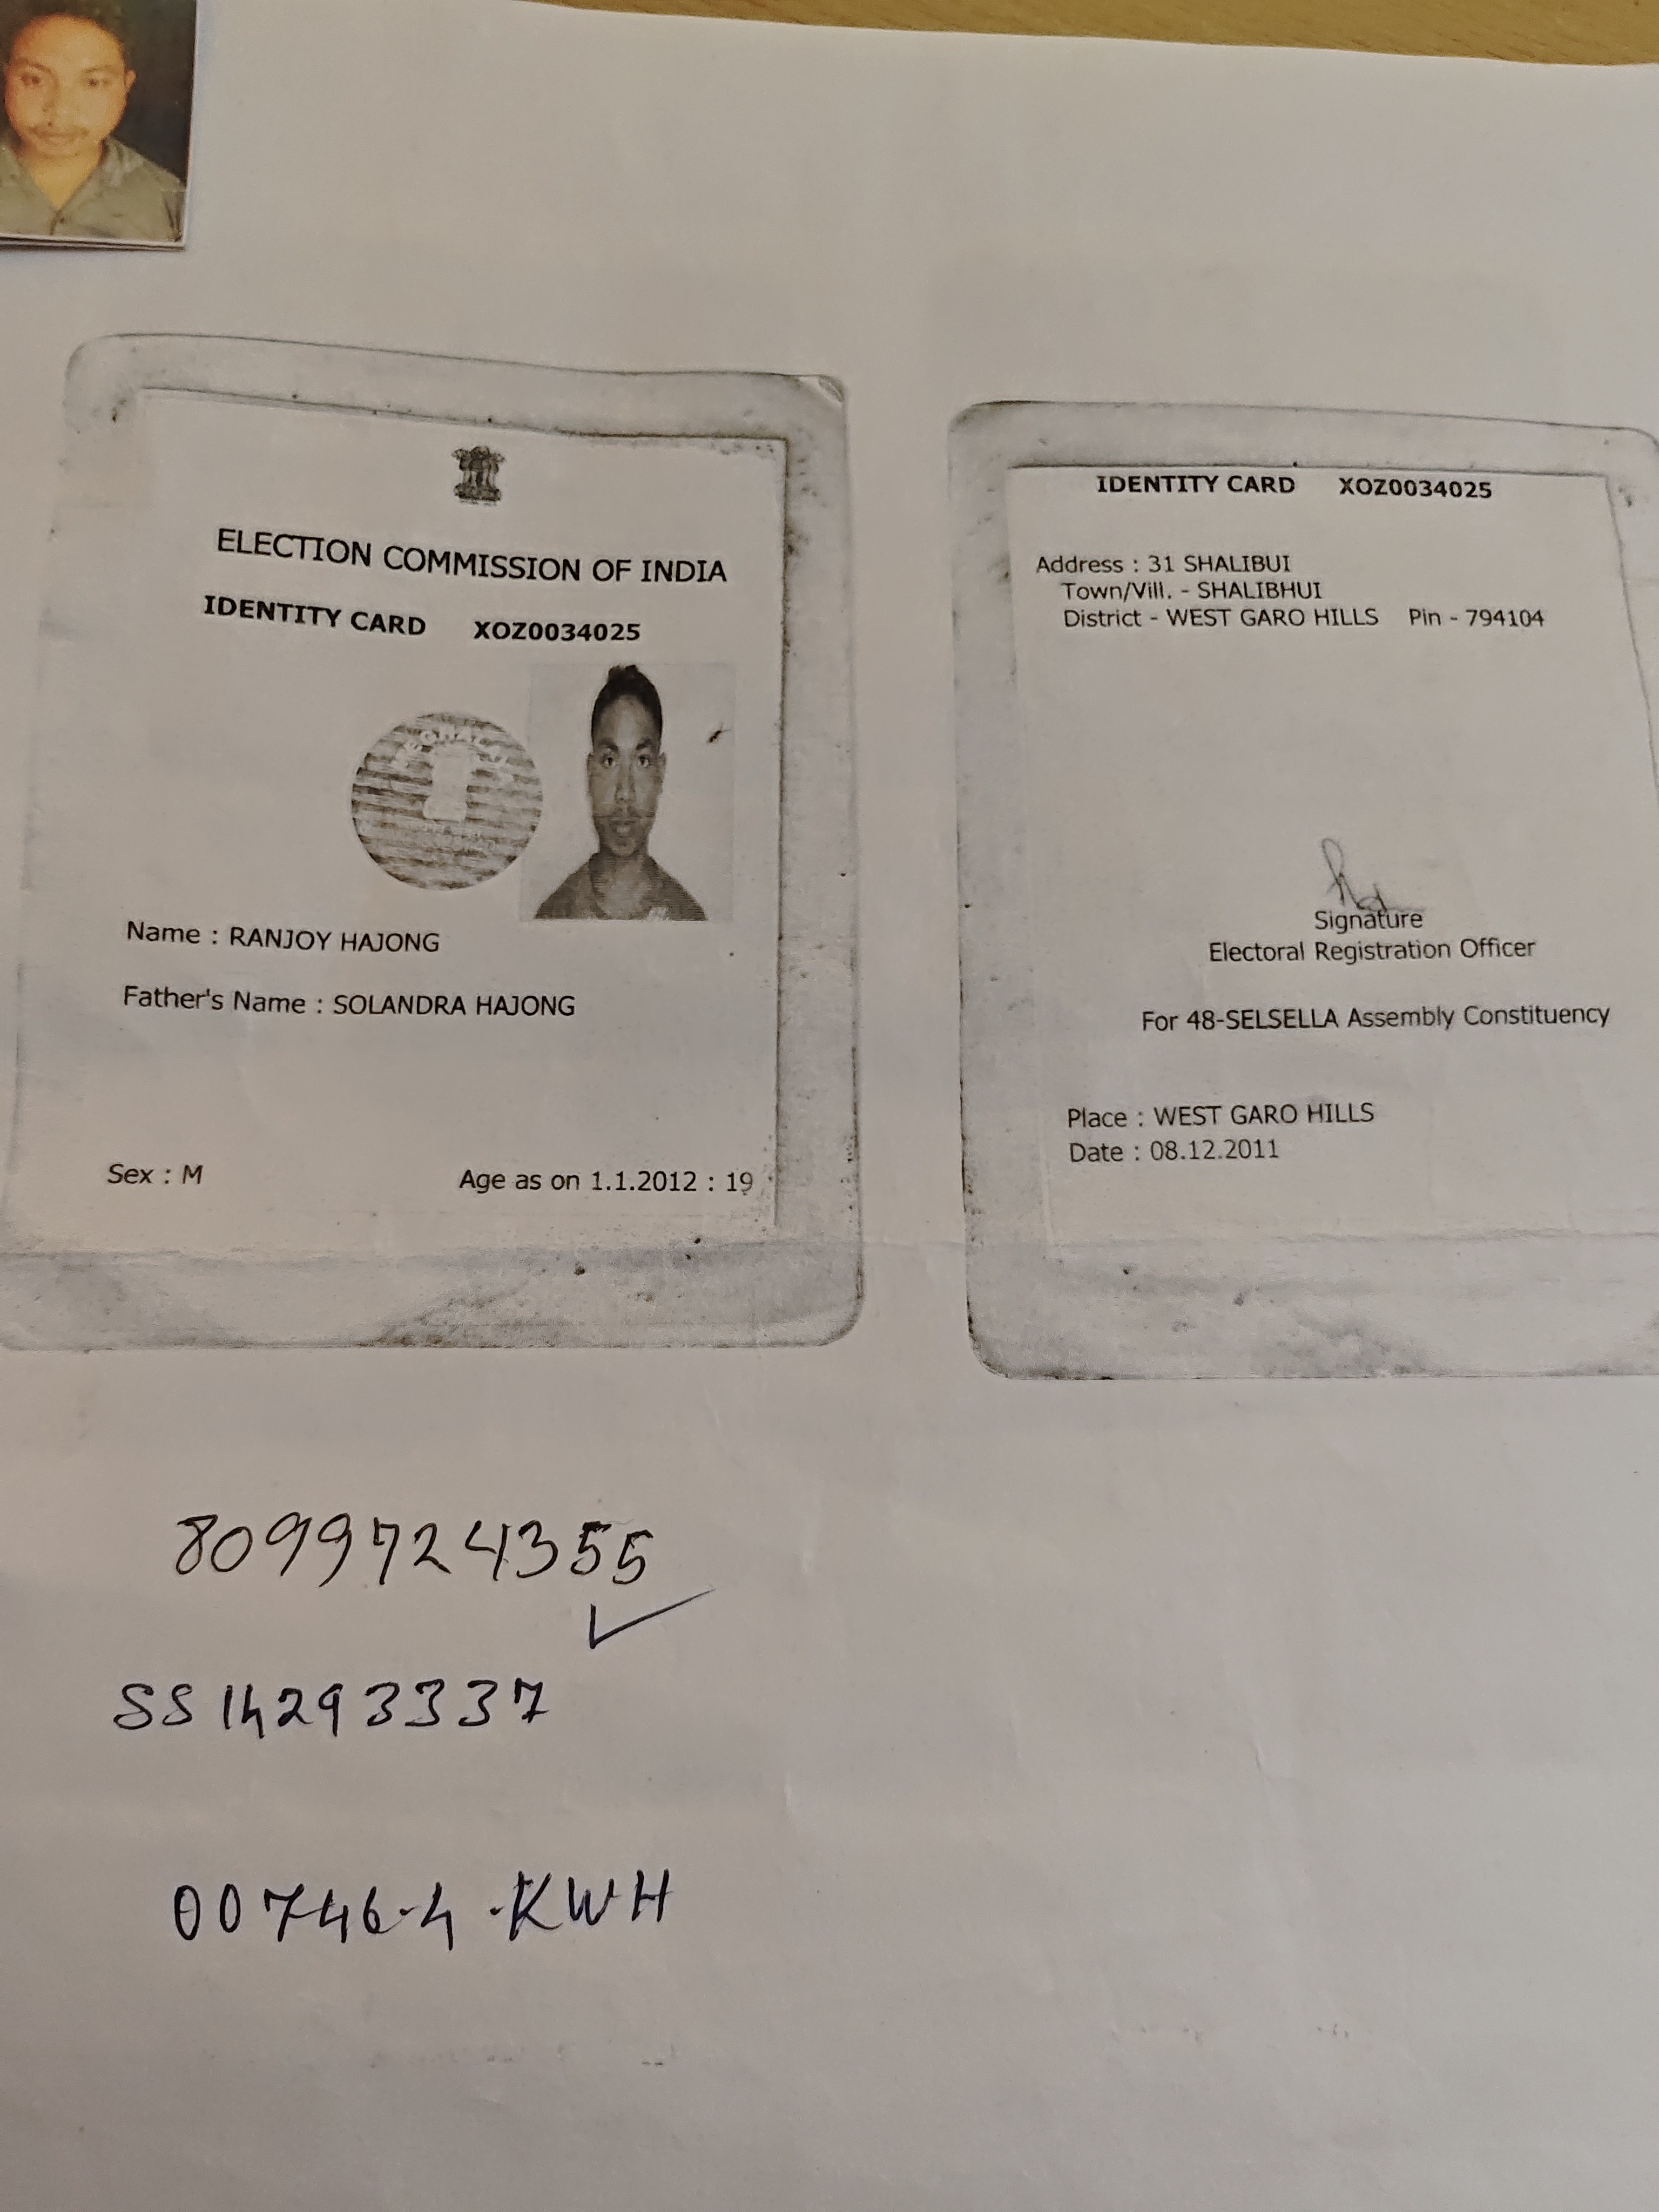 ELECTION COMMISSION OF INDIA
IDENTITY CARD XOZ0034025
Name : RANJOY HAJONG
Father's Name : SOLANDRA HAJONG
Sex : M Age as on 1.1.2012 : 19
IDENTITY CARD XOZ0034025
Address : 31 SHALIBUI
Town/Vill. - SHALIBHUI
District - WEST GARO HILLS Pin - 794104
Signature
Electoral Registration Officer
For 48-SELSELLA Assembly Constituency
Place : WEST GARO HILLS
Date : 08.12.2011
8099724355
SS14293337
00746.4.KWH